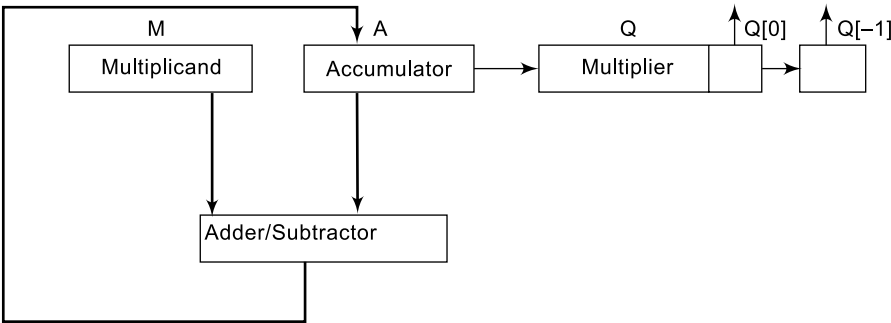 M
A
Q
Q[0]
Q[–1]
Multiplicand
Accumulator
Multiplier
Adder/Subtractor